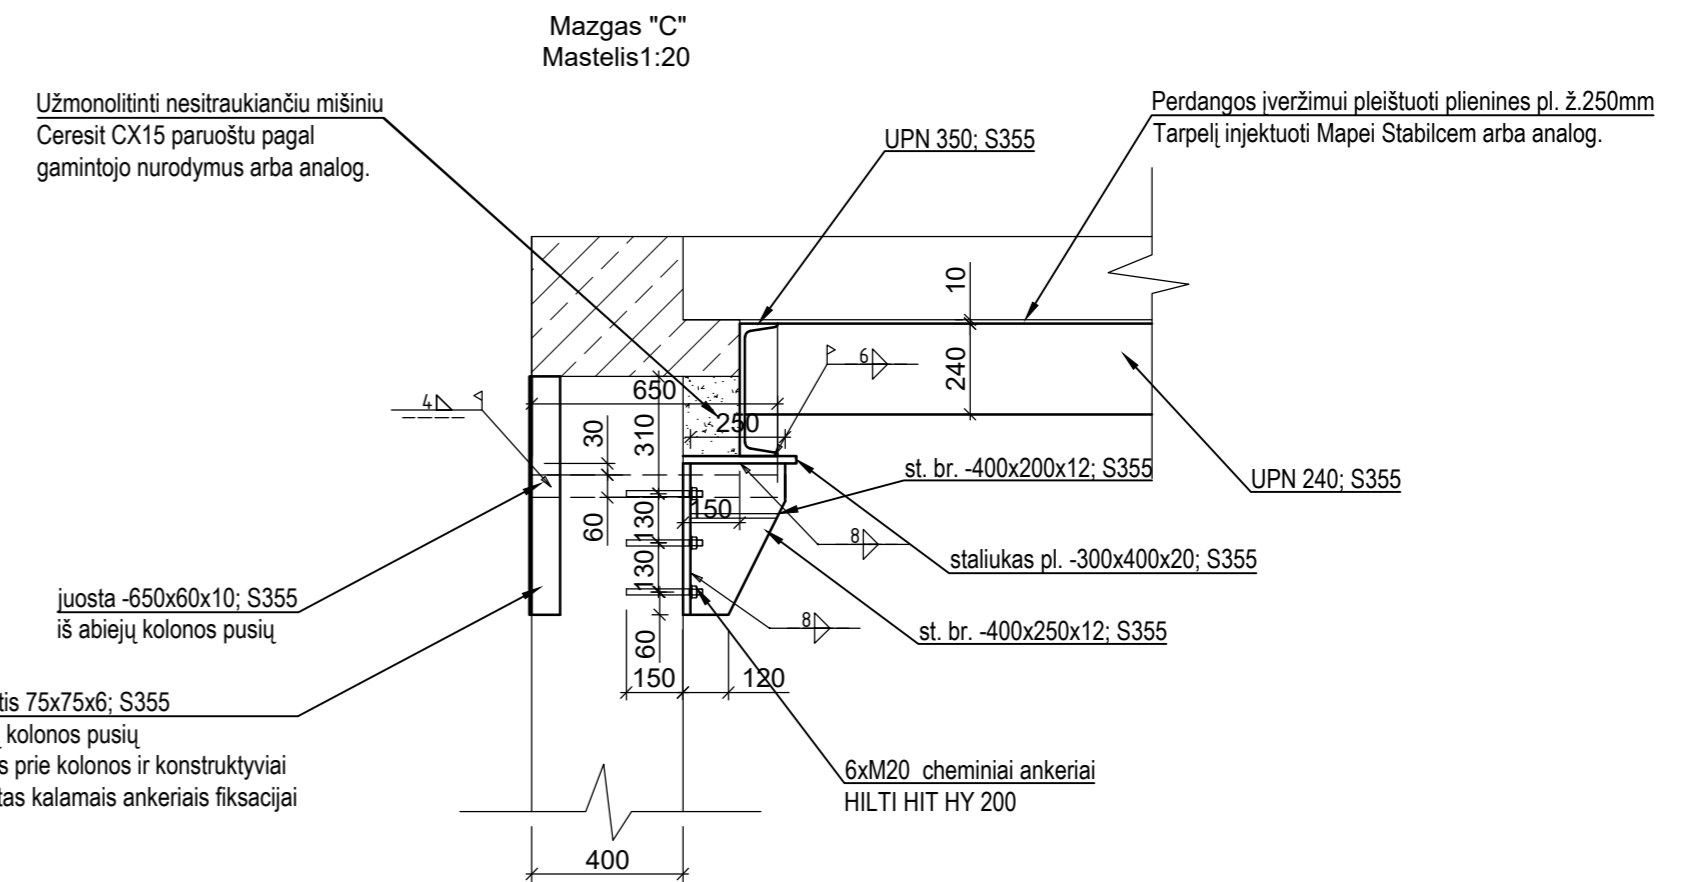 Mazgas "C"
Mastelis1:20
Užmonolitinti nesitraukiančiu mišiniu
Ceresit CX15 paruoštu pagal
gamintojo nurodymus arba analog.
UPN 350; S355
Perdangos įveržimui pleištuoti plienines pl. ž.250mm
Tarpelį injektuoti Mapei Stabilcem arba analog.
10
240
6
4
650
250
30
310
60
130
150
130
60
8
8
st. br. -400x200x12; S355
UPN 240; S355
staliukas pl. -300x400x20; S355
juosta -650x60x10; S355
iš abiejų kolonos pusių
st. br. -400x250x12; S355
150
120
75x75x6; S355
kolonos pusių
prie kolonos ir konstruktyviai
kalamais ankeriais fiksacijai
6xM20 cheminiai ankeriai
HILTI HIT HY 200
400